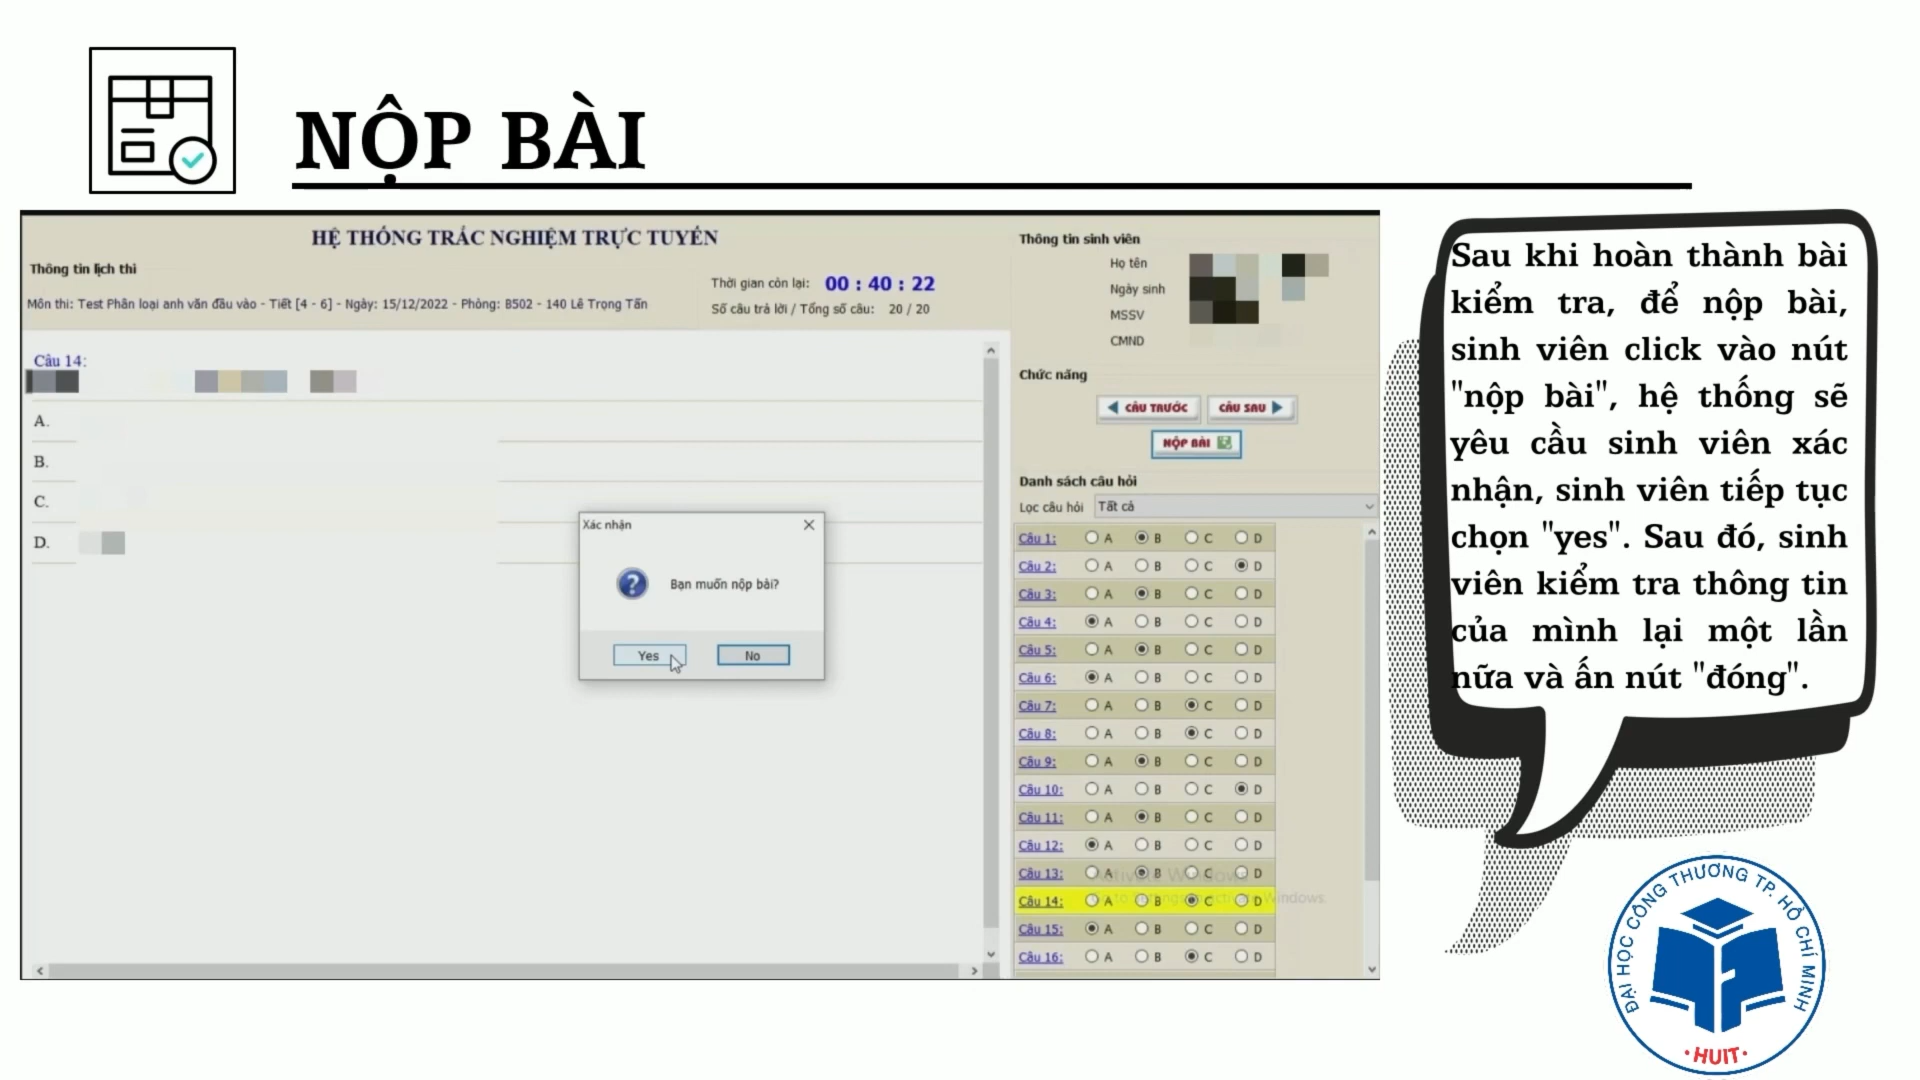 NỘP BÀI
HỆ THỐNG TRẮC NGHIỆM TRỰC TUYẾN
Thông tin lịch thi
Môn thi: Test Phân loại anh văn đầu vào - Tiết [4 - 6] - Ngày: 15/12/2022 - Phòng: B502 - 140 Lê Trọng Tấn
Thời gian còn lại: 00 : 40 : 22
Số câu trả lời / Tổng số câu: 20 / 20
Câu 14:
A.
B.
C.
D.
Xác nhận
Bạn muốn nộp bài?
Yes No
Thông tin sinh viên
Họ tên
Ngày sinh
MSSV
CMND
Chức năng
CÂU TRƯỚC CÂU SAU
NỘP BÀI
Danh sách câu hỏi
Lọc câu hỏi Tất cả
Câu 1: A B C D
Câu 2: A B C D
Câu 3: A B C D
Câu 4: A B C D
Câu 5: A B C D
Câu 6: A B C D
Câu 7: A B C D
Câu 8: A B C D
Câu 9: A B C D
Câu 10: A B C D
Câu 11: A B C D
Câu 12: A B C D
Câu 13: A B C D
Activate Windows
Câu 14: A B C D
Go to Settings to activate Windows.
Câu 15: A B C D
Câu 16: A B C D
Sau khi hoàn thành bài
kiểm tra, để nộp bài,
sinh viên click vào nút
"nộp bài", hệ thống sẽ
yêu cầu sinh viên xác
nhận, sinh viên tiếp tục
chọn "yes". Sau đó, sinh
viên kiểm tra thông tin
của mình lại một lần
nữa và ấn nút "đóng".
ĐẠI HỌC CÔNG THƯƠNG TP. HỒ CHÍ MINH
• HUIT •